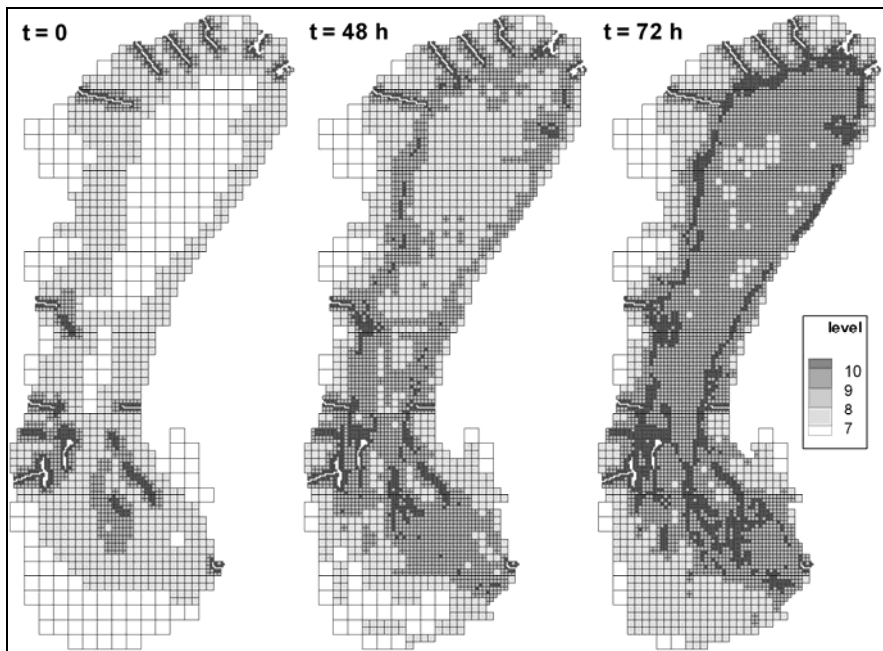 t = 0
t = 48 h
t = 72 h
level
10
9
8
7